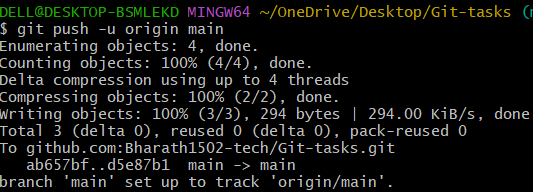 DELL@DESKTOP-BSMLEKD MINGW64 ~/OneDrive/Desktop/Git-tasks (
$ git push -u origin main
Enumerating objects: 4, done.
Counting objects: 100% (4/4), done.
Delta compression using up to 4 threads
Compressing objects: 100% (2/2), done.
Writing objects: 100% (3/3), 294 bytes | 294.00 KiB/s, done
Total 3 (delta 0), reused 0 (delta 0), pack-reused 0
To github.com:Bharath1502-tech/Git-tasks.git
   ab657bf..d5e87b1  main -> main
branch 'main' set up to track 'origin/main'.